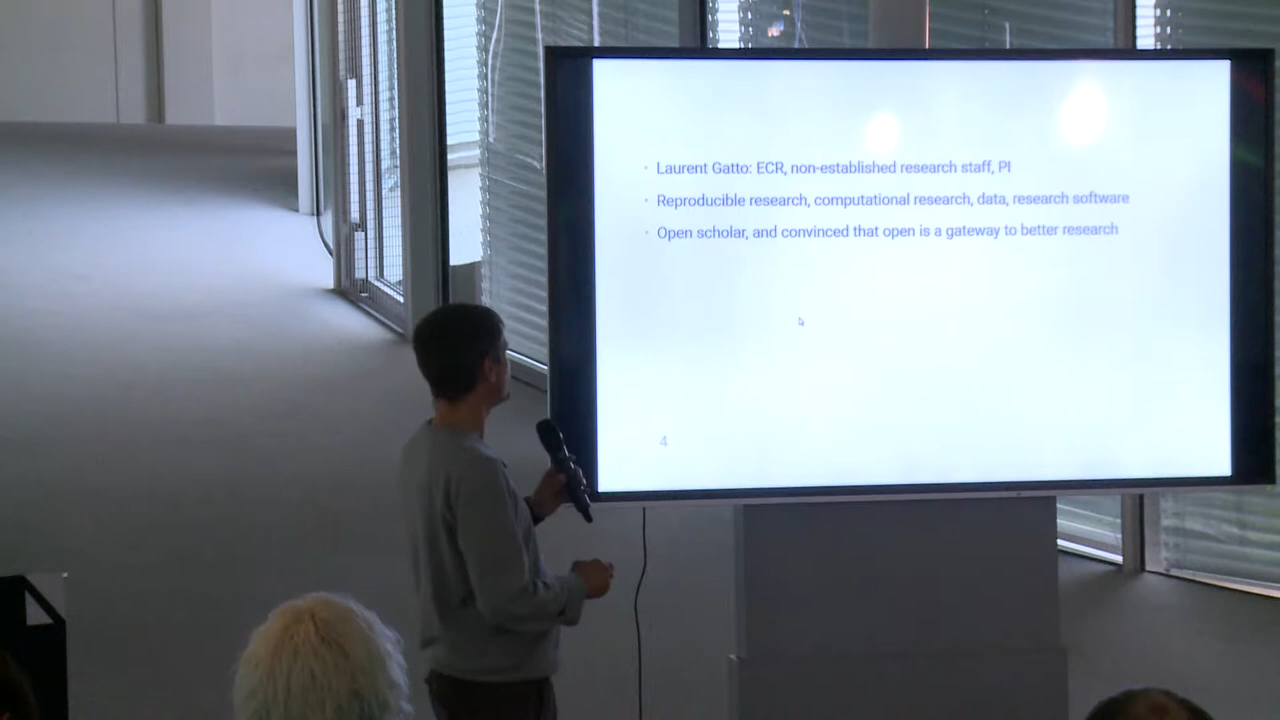 • Laurent Gatto: ECR, non-established research staff, PI
• Reproducible research, computational research, data, research software
• Open scholar, and convinced that open is a gateway to better research
4